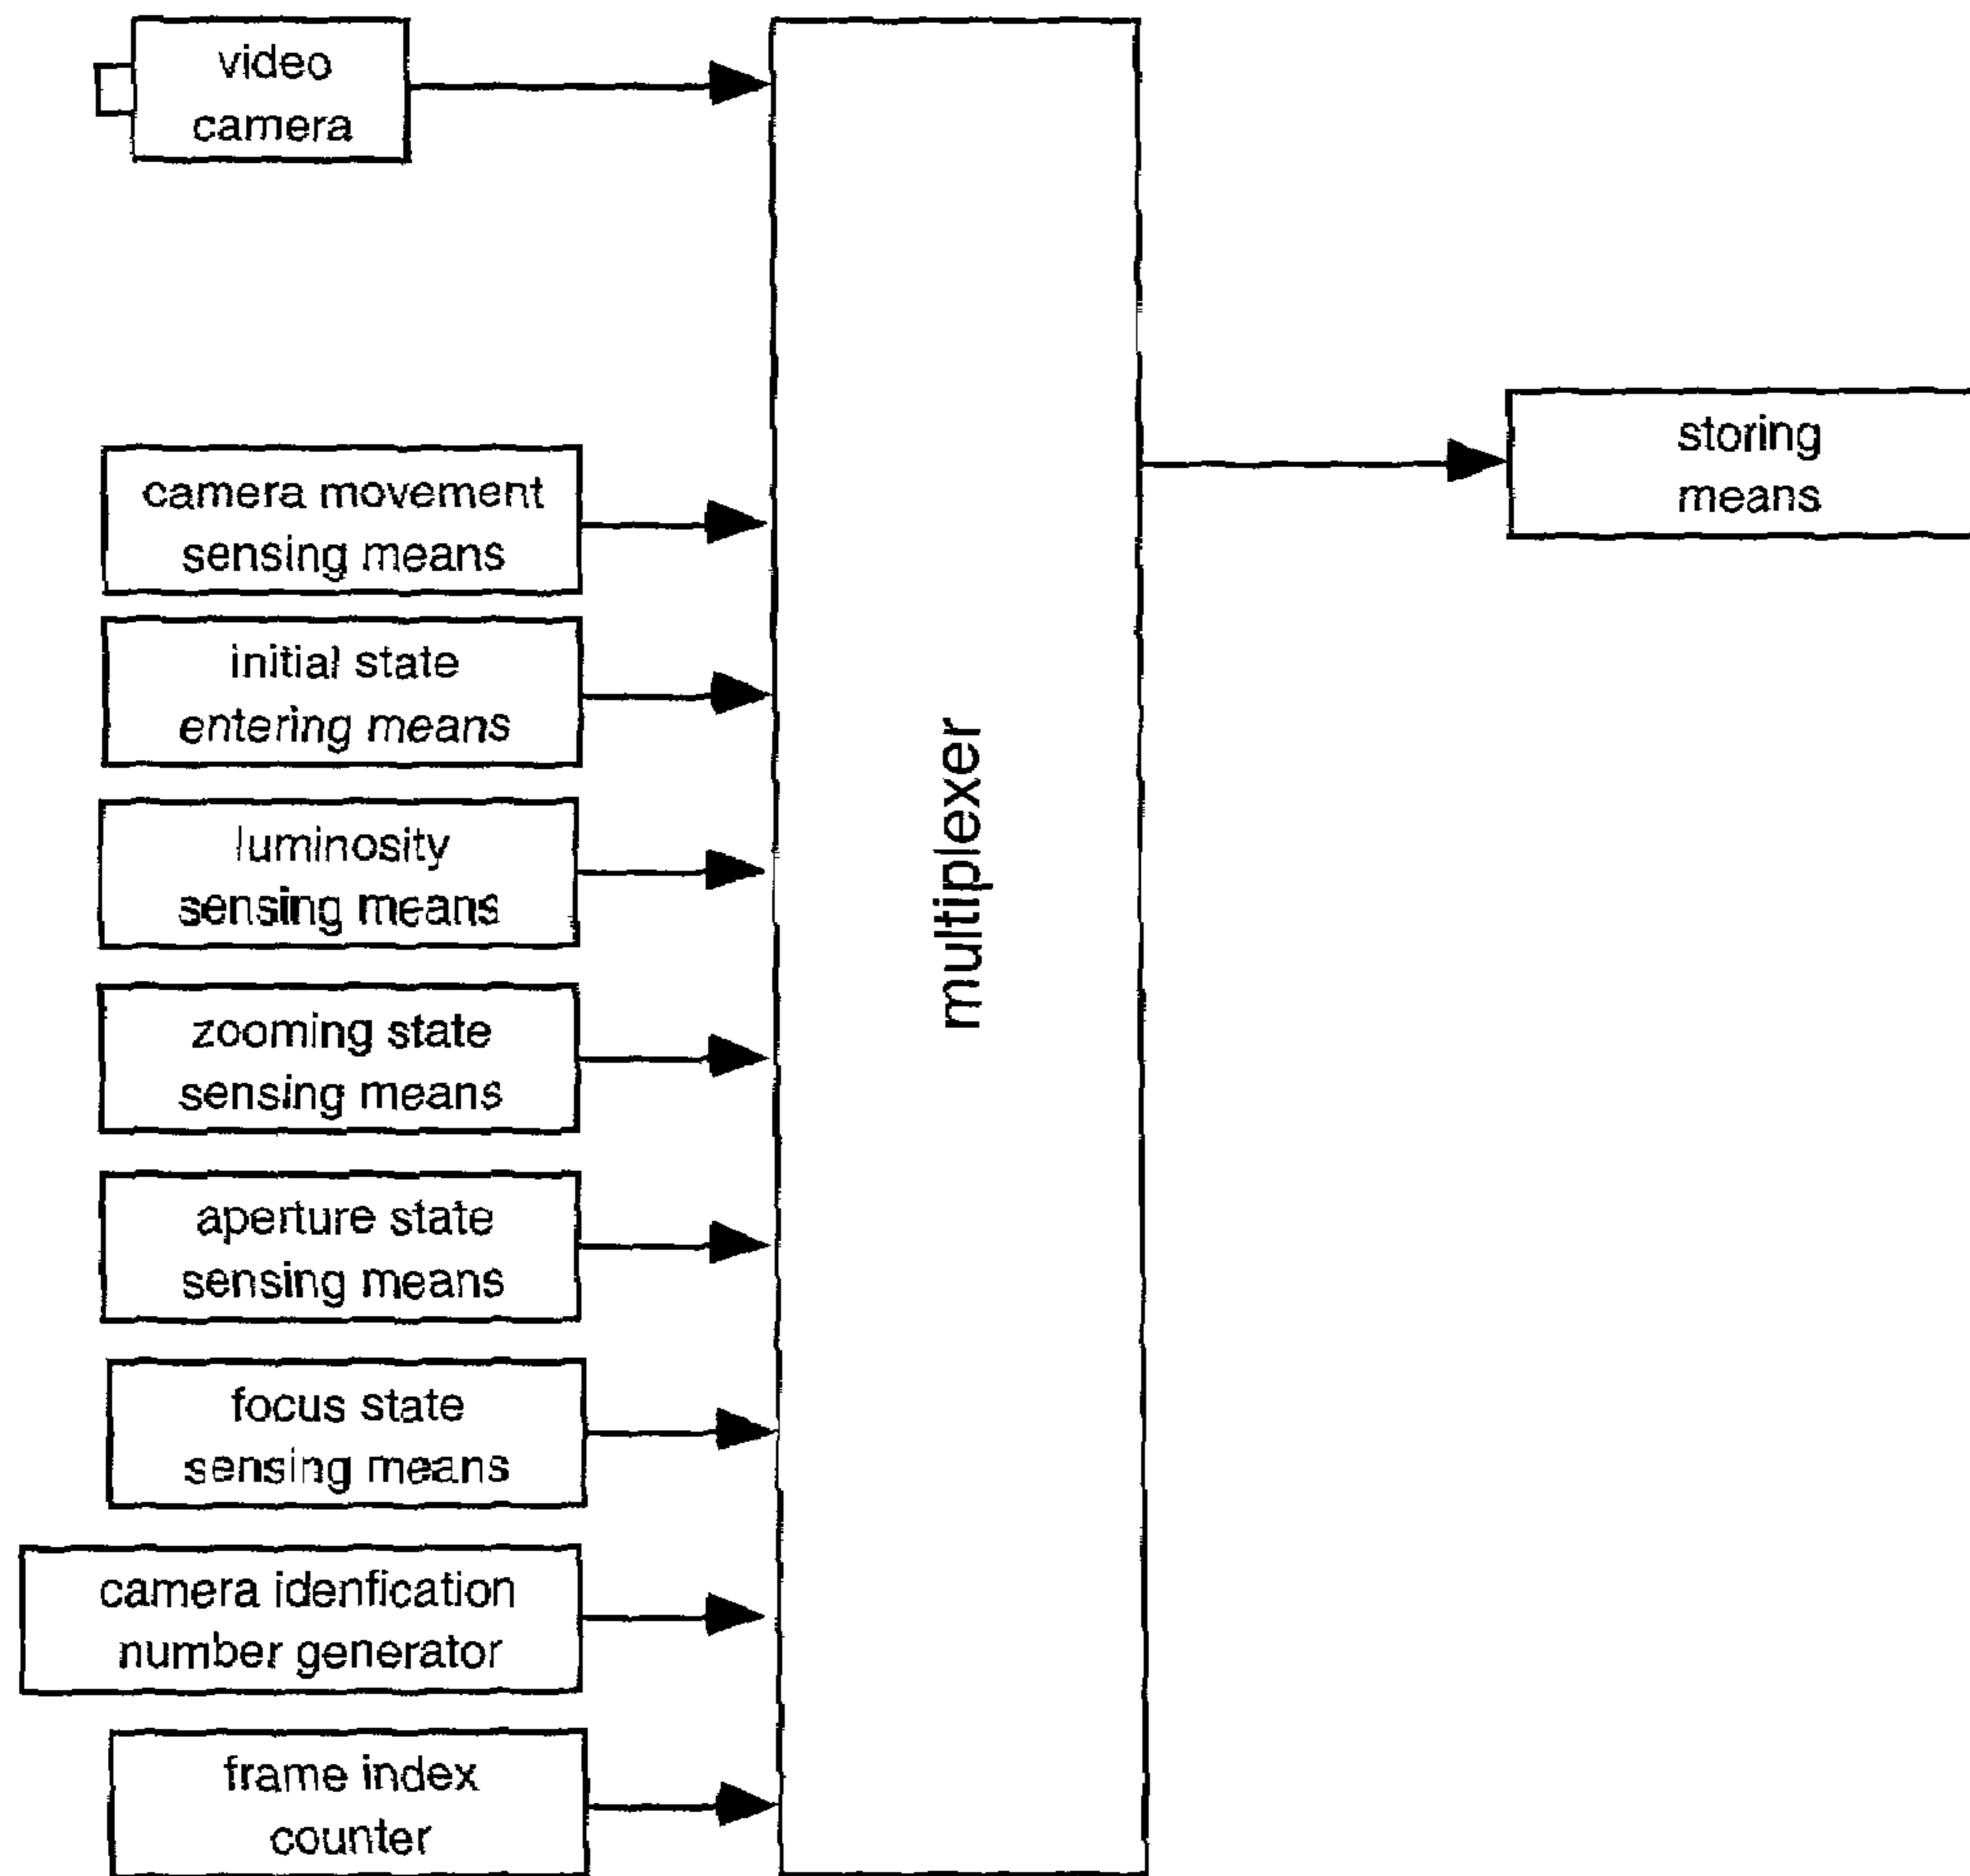 video
camera
camera movement
sensing means
initial state
entering means
luminosity
sensing means
zooming state
sensing means
aperture state
sensing means
focus state
sensing means
camera idenfication
number generator
frame index
counter
multiplexer
storing
means